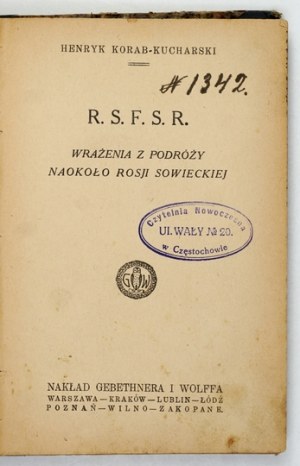 HENRYK KORAB-KUCHARSKI
№ 1342.
R. S. F. S. R.
WRAŻENIA Z PODRÓŻY
NAOKOŁO ROSJI SOWIECKIEJ
Czytelnia Nowoczesna
UL. WAŁY № 20.
w Częstochowie
G W
NAKŁAD GEBETHNERA I WOLFFA
WARSZAWA—KRAKÓW—LUBLIN—ŁÓDŹ
POZNAŃ—WILNO—ZAKOPANE